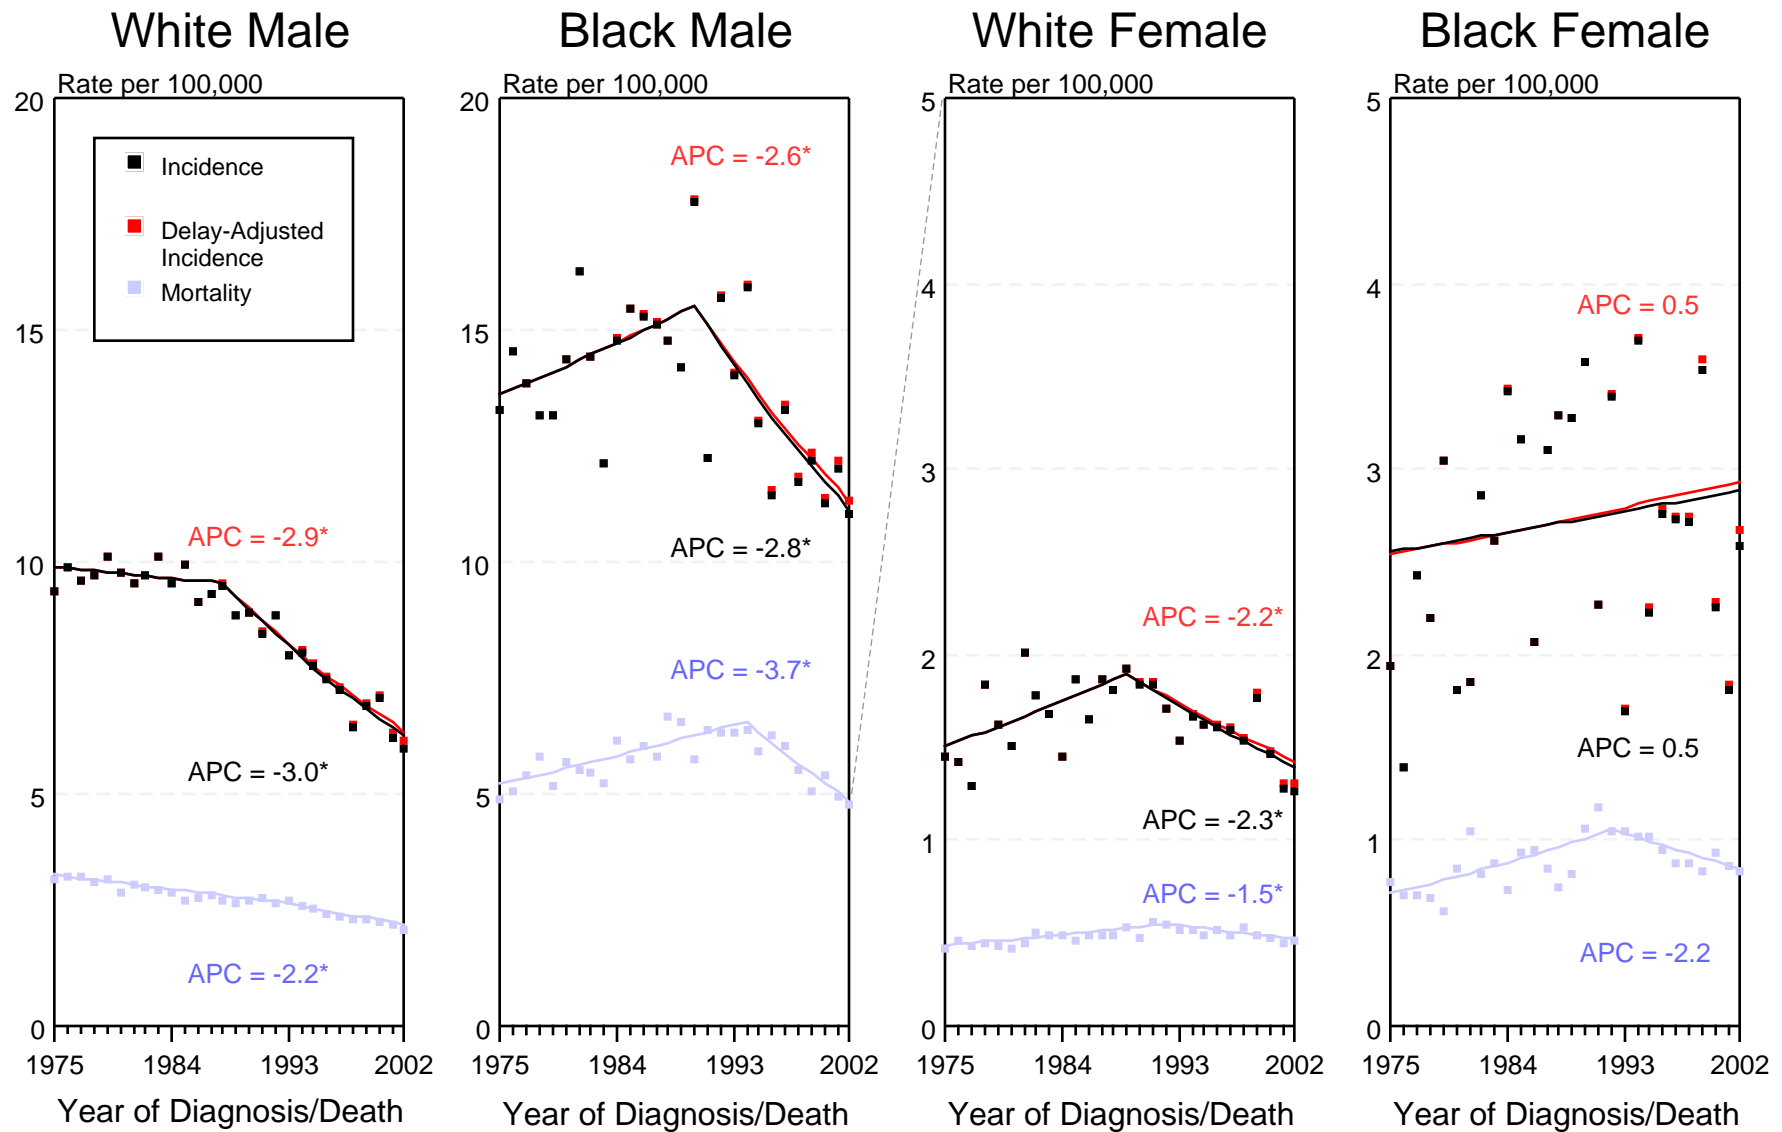 White Male
Black Male
White Female
Black Female
Rate per 100,000
Rate per 100,000
Rate per 100,000
Rate per 100,000
20
15
10
5
0
Incidence
Delay-Adjusted
Incidence
Mortality
APC = -2.9*
APC = -3.0*
APC = -2.2*
1975
1984
1993
2002
Year of Diagnosis/Death
20
15
10
5
0
APC = -2.6*
APC = -2.8*
APC = -3.7*
1975
1984
1993
2002
Year of Diagnosis/Death
5
4
3
2
1
0
APC = -2.2*
APC = -2.3*
APC = -1.5*
1975
1984
1993
2002
Year of Diagnosis/Death
5
4
3
2
1
0
APC = 0.5
APC = 0.5
APC = -2.2
1975
1984
1993
2002
Year of Diagnosis/Death